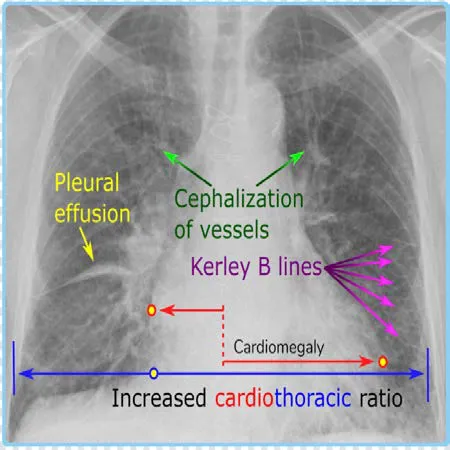 Pleural
effusion
Cephalization
of vessels
Kerley B lines
Cardiomegaly
Increased cardiothoracic ratio